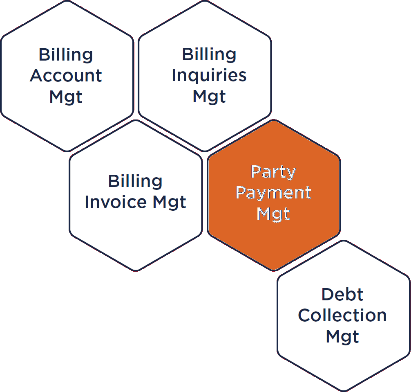 Billing
Account
Mgt
Billing
Inquiries
Mgt
Billing
Invoice Mgt
Party
Payment
Mgt
Debt
Collection
Mgt